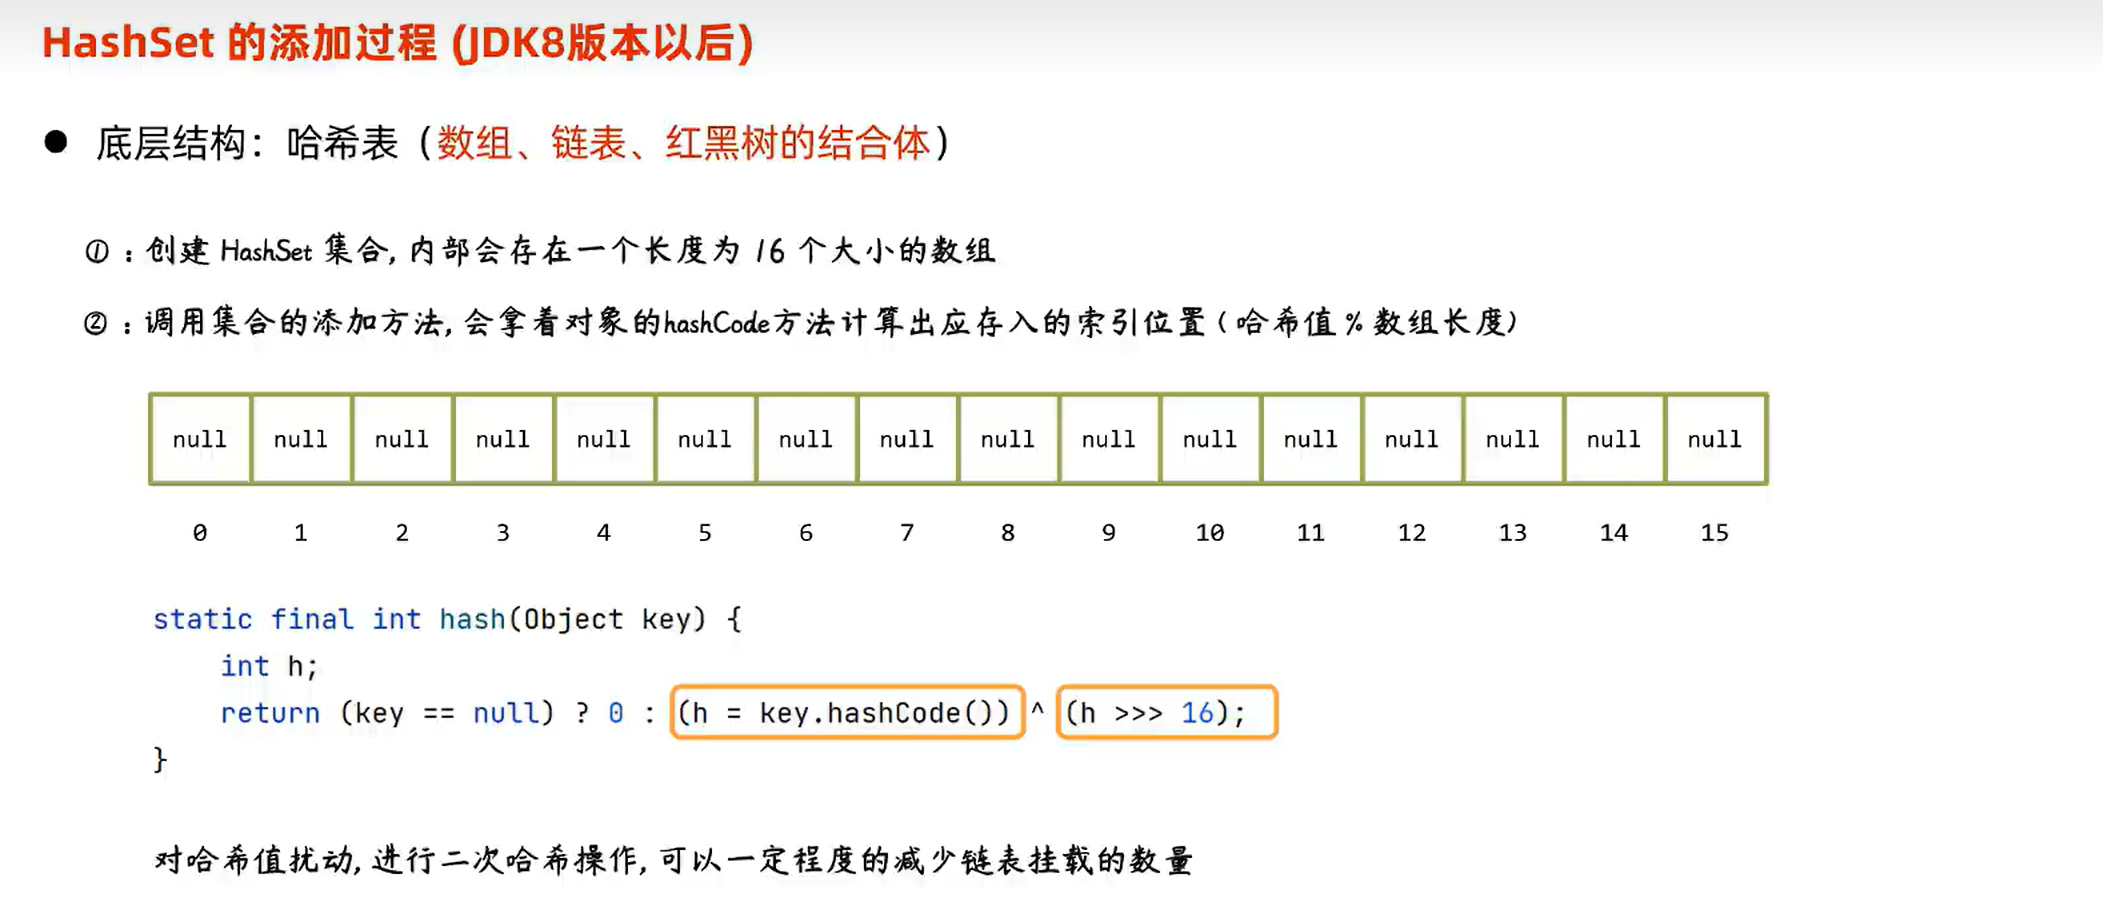 HashSet 的添加过程 (JDK8版本以后)
● 底层结构：哈希表（数组、链表、红黑树的结合体）
① : 创建 HashSet 集合, 内部会存在一个长度为 16 个大小的数组
② : 调用集合的添加方法, 会拿着对象的hashCode方法计算出应存入的索引位置 ( 哈希值 % 数组长度)
null null null null null null null null null null null null null null null null
0 1 2 3 4 5 6 7 8 9 10 11 12 13 14 15
static final int hash(Object key) {
    int h;
    return (key == null) ? 0 : (h = key.hashCode()) ^ (h >>> 16);
}
对哈希值扰动, 进行二次哈希操作, 可以一定程度的减少链表挂载的数量